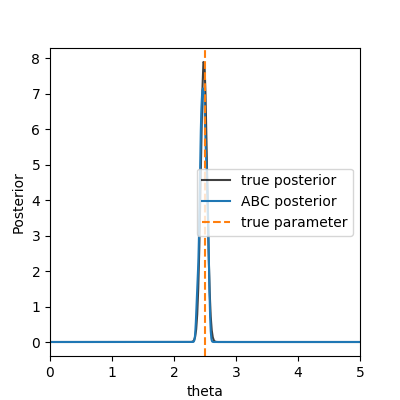 8
7
6
5
4
3
2
1
0
Posterior
true posterior
ABC posterior
true parameter
0 1 2 3 4 5
theta